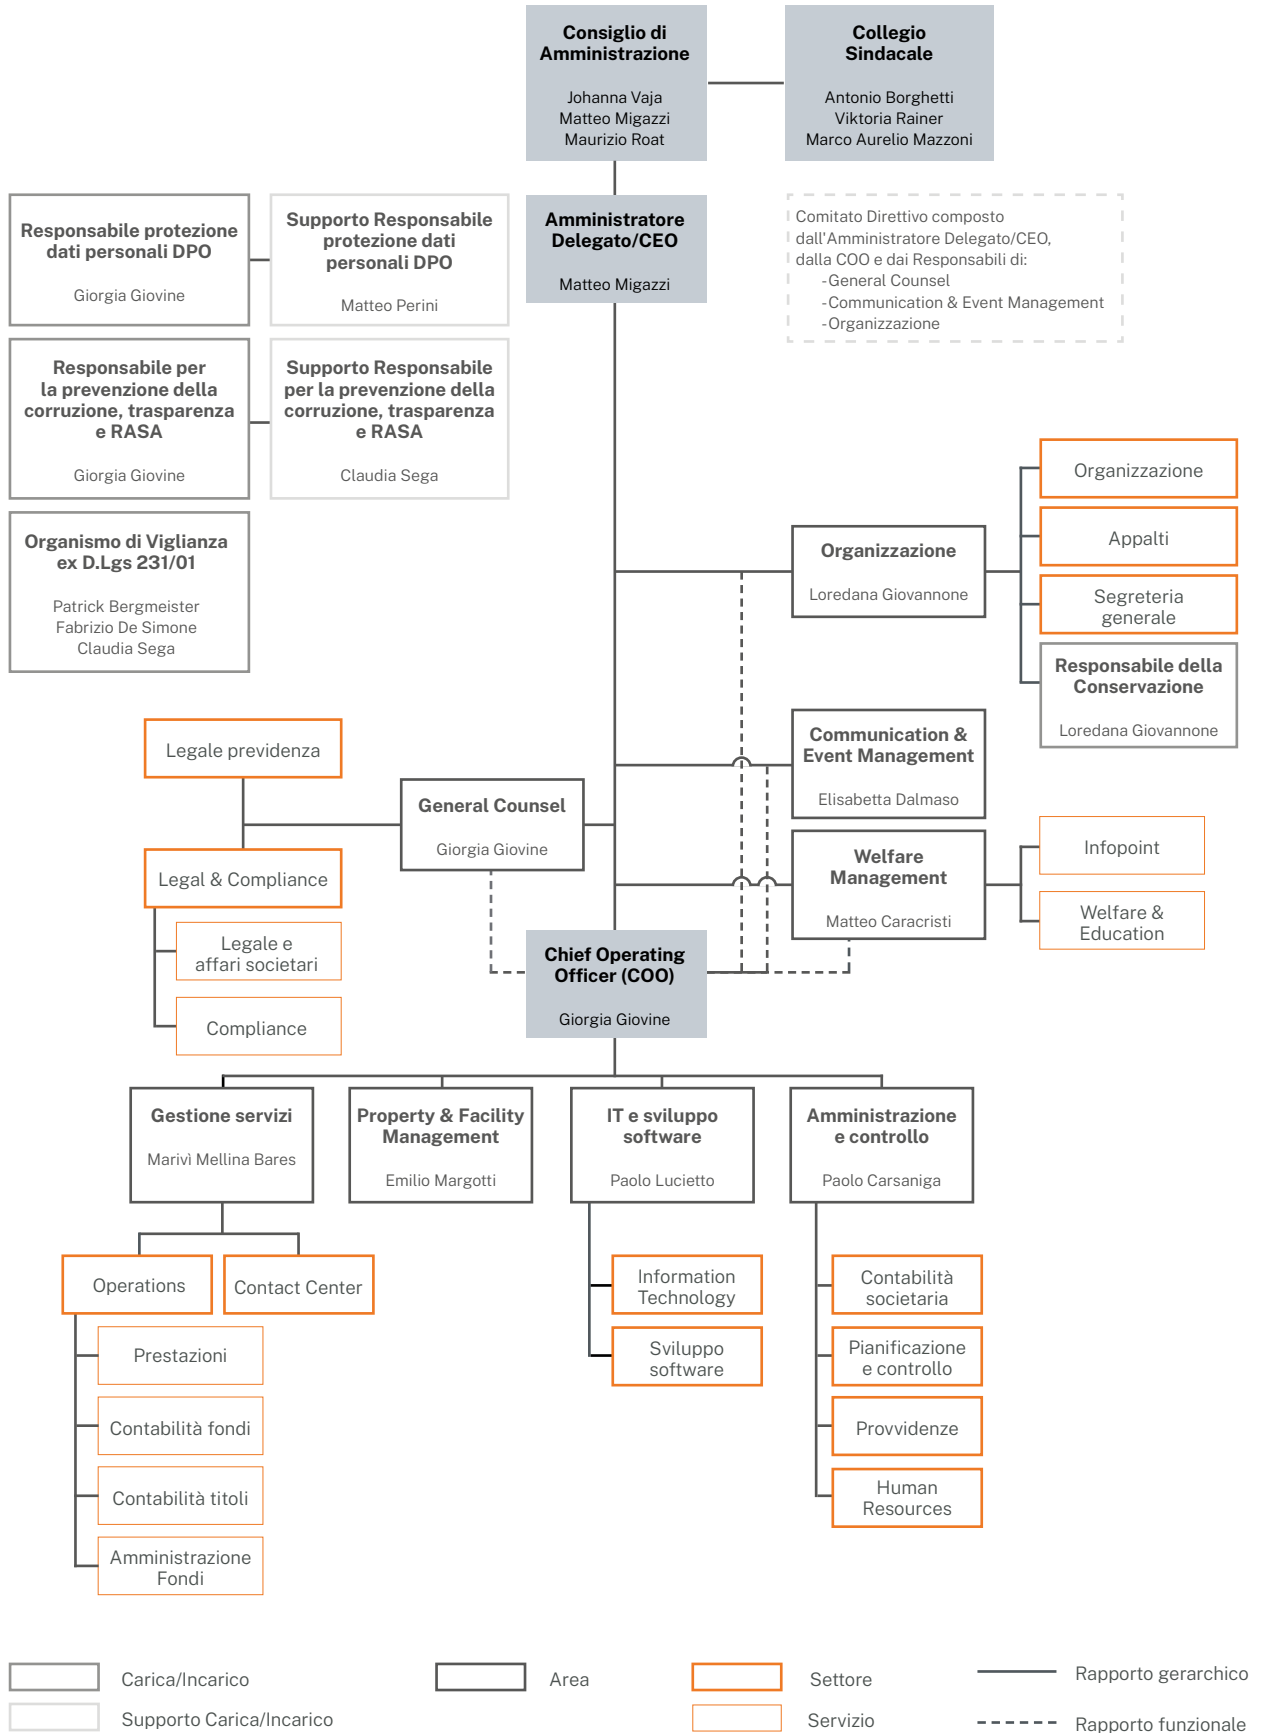 Consiglio di
Amministrazione
Johanna Vaja
Matteo Migazzi
Maurizio Roat
Collegio
Sindacale
Antonio Borghetti
Viktoria Rainer
Marco Aurelio Mazzoni
Responsabile protezione
dati personali DPO
Giorgia Giovine
Supporto Responsabile
protezione dati
personali DPO
Matteo Perini
Amministratore
Delegato/CEO
Matteo Migazzi
Comitato Direttivo composto
dall'Amministratore Delegato/CEO,
dalla COO e dai Responsabili di:
-General Counsel
-Communication & Event Management
-Organizzazione
Responsabile per
la prevenzione della
corruzione, trasparenza
e RASA
Giorgia Giovine
Supporto Responsabile
per la prevenzione della
corruzione, trasparenza
e RASA
Claudia Sega
Organismo di Viglianza
ex D.Lgs 231/01
Patrick Bergmeister
Fabrizio De Simone
Claudia Sega
Organizzazione
Loredana Giovannone
Organizzazione
Appalti
Segreteria
generale
Responsabile della
Conservazione
Loredana Giovannone
Legale previdenza
General Counsel
Giorgia Giovine
Legal & Compliance
Legale e
affari societari
Compliance
Communication &
Event Management
Elisabetta Dalmaso
Welfare
Management
Matteo Caracristi
Infopoint
Welfare &
Education
Chief Operating
Officer (COO)
Giorgia Giovine
Gestione servizi
Marivì Mellina Bares
Property & Facility
Management
Emilio Margotti
IT e sviluppo
software
Paolo Lucietto
Amministrazione
e controllo
Paolo Carsaniga
Operations
Contact Center
Prestazioni
Contabilità fondi
Contabilità titoli
Amministrazione
Fondi
Information
Technology
Sviluppo
software
Contabilità
societaria
Pianificazione
e controllo
Provvidenze
Human
Resources
Carica/Incarico
Supporto Carica/Incarico
Area
Settore
Servizio
Rapporto gerarchico
Rapporto funzionale